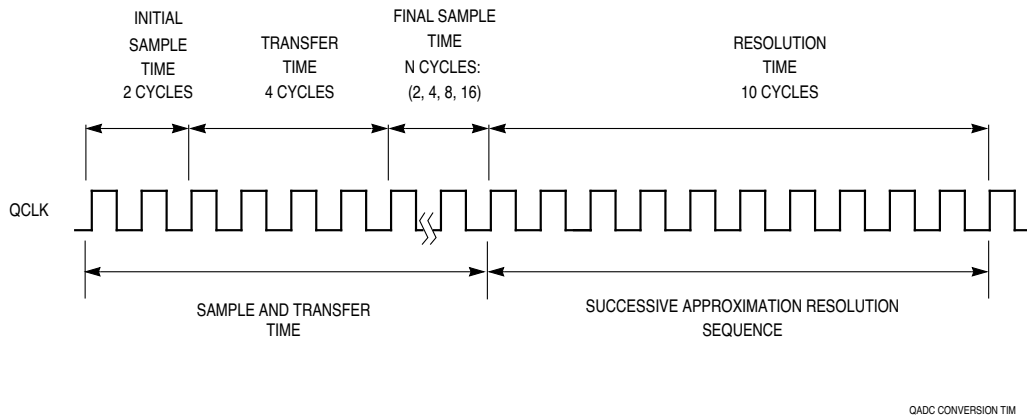 INITIAL
SAMPLE
TIME
2 CYCLES
TRANSFER
TIME
4 CYCLES
FINAL SAMPLE
TIME
N CYCLES:
(2, 4, 8, 16)
RESOLUTION
TIME
10 CYCLES
QCLK
SAMPLE AND TRANSFER
TIME
SUCCESSIVE APPROXIMATION RESOLUTION
SEQUENCE
QADC CONVERSION TIM